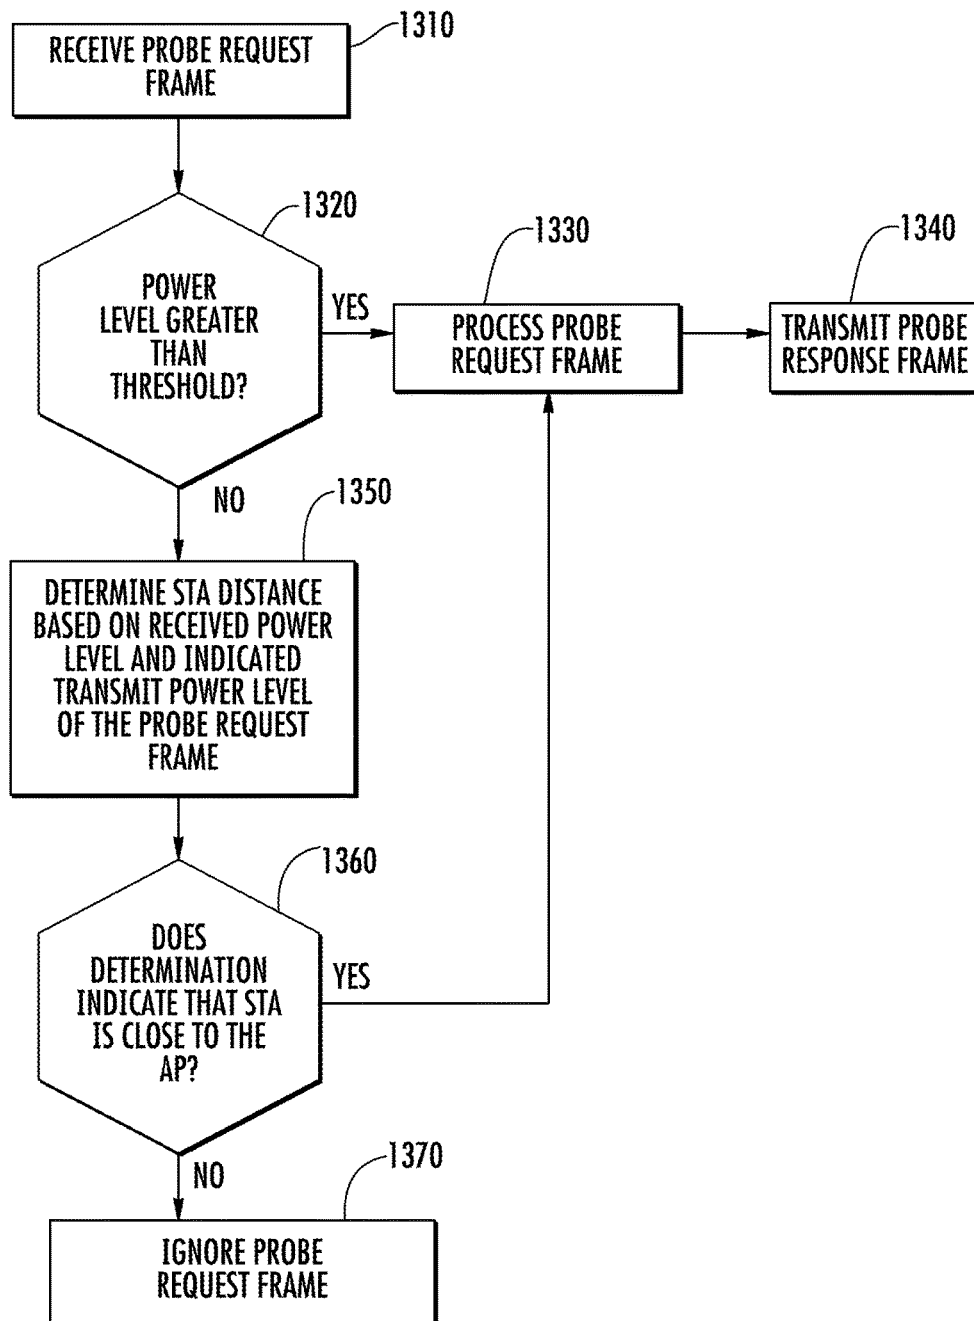 1310
RECEIVE PROBE REQUEST
FRAME
1320
POWER
LEVEL GREATER
THAN
THRESHOLD?
YES
1330
PROCESS PROBE
REQUEST FRAME
1340
TRANSMIT PROBE
RESPONSE FRAME
NO
1350
DETERMINE STA DISTANCE
BASED ON RECEIVED POWER
LEVEL AND INDICATED
TRANSMIT POWER LEVEL
OF THE PROBE REQUEST
FRAME
1360
DOES
DETERMINATION
INDICATE THAT STA
IS CLOSE TO THE
AP?
YES
NO
1370
IGNORE PROBE
REQUEST FRAME